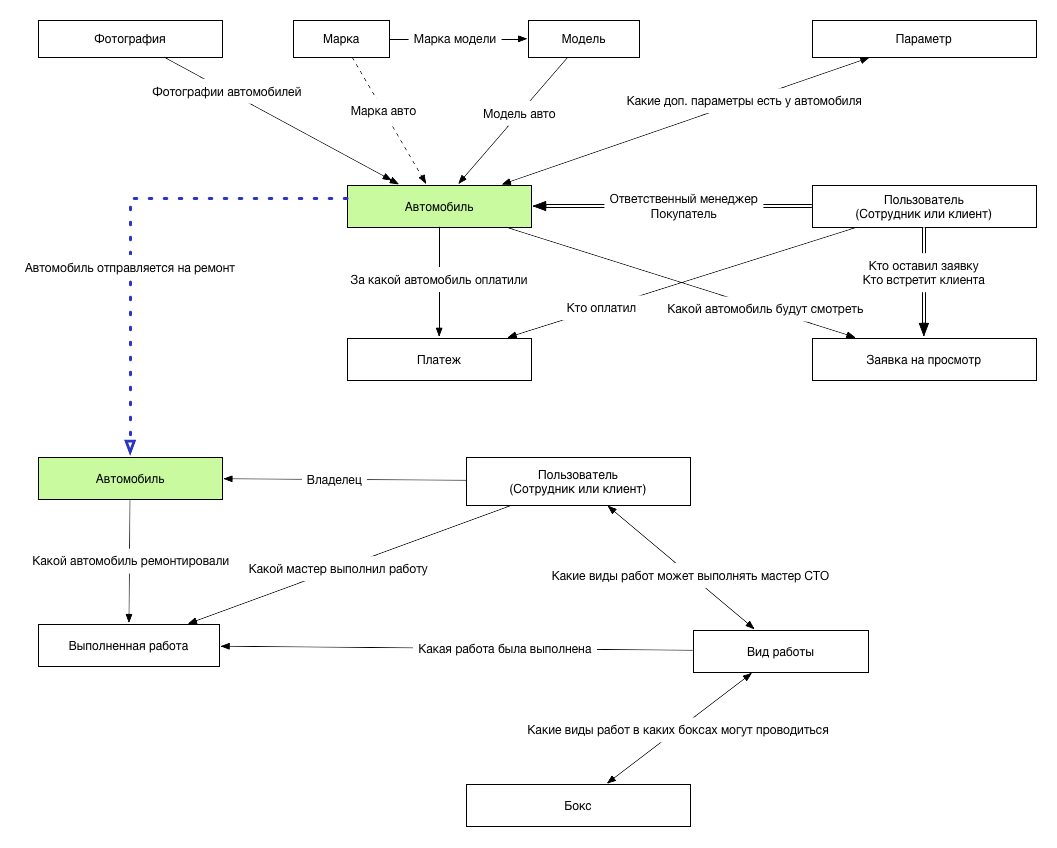 Фотография
Марка
Марка модели
Модель
Параметр
Фотографии автомобилей
Марка авто
Модель авто
Какие доп. параметры есть у автомобиля
Автомобиль
Ответственный менеджер
Покупатель
Пользователь
(Сотрудник или клиент)
Автомобиль отправляется на ремонт
За какой автомобиль оплатили
Кто оставил заявку
Кто встретит клиента
Кто оплатил
Какой автомобиль будут смотреть
Платеж
Заявка на просмотр
Автомобиль
Владелец
Пользователь
(Сотрудник или клиент)
Какой автомобиль ремонтировали
Какой мастер выполнил работу
Какие виды работ может выполнять мастер СТО
Выполненная работа
Какая работа была выполнена
Вид работы
Какие виды работ в каких боксах могут проводиться
Бокс